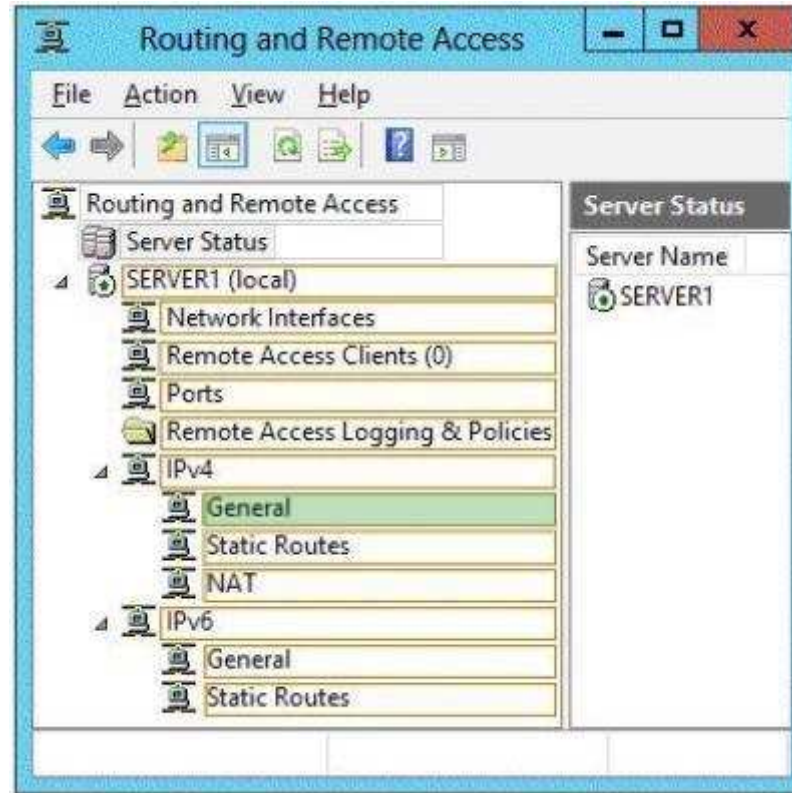 Routing and Remote Access
File Action View Help
Routing and Remote Access
Server Status
SERVER1 (local)
Network Interfaces
Remote Access Clients (0)
Ports
Remote Access Logging & Policies
IPv4
General
Static Routes
NAT
IPv6
General
Static Routes
Server Status
Server Name
SERVER1